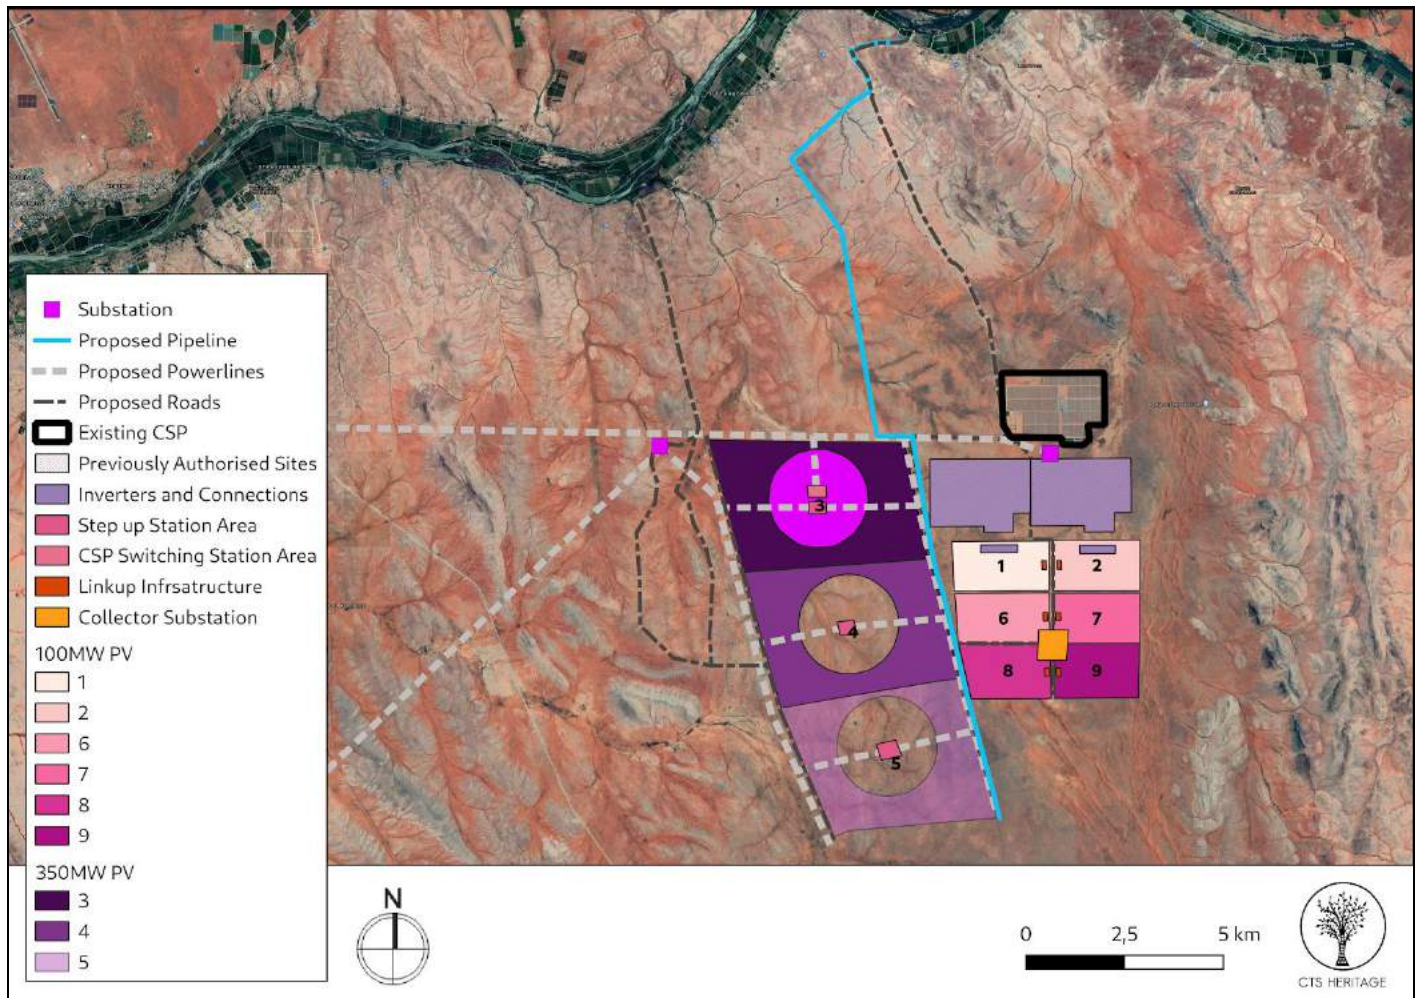 Substation
Proposed Pipeline
Proposed Powerlines
Proposed Roads
Existing CSP
Previously Authorised Sites
Inverters and Connections
Step up Station Area
CSP Switching Station Area
Linkup Infrsatructure
Collector Substation
100MW PV
1
2
6
7
8
9
350MW PV
3
4
5
3
4
5
1
2
6
7
8
9
N
0 2,5 5 km
CTS HERITAGE